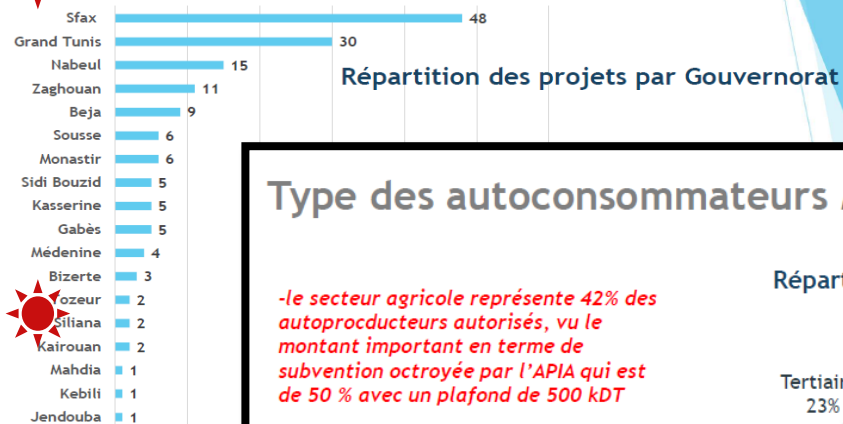 Sfax 48
Grand Tunis 30
Nabeul 15
Répartition des projets par Gouvernorat
Zaghouan 11
Beja 9
Sousse 6
Monastir 6
Sidi Bouzid 5
Kasserine 5
Gabès 5
Médenine 4
Bizerte 3
ozeur 2
Siliana 2
Kairouan 2
Mahdia 1
Kebili 1
Jendouba 1
Type des autoconsommateurs
-le secteur agricole représente 42% des
autoprocducteurs autorisés, vu le
montant important en terme de
subvention octroyée par l'APIA qui est
de 50 % avec un plafond de 500 kDT
Répart
Tertiair
23%